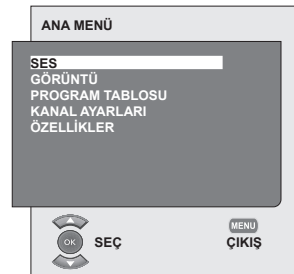 ANA MENÜ
SES
GÖRÜNTÜ
PROGRAM TABLOSU
KANAL AYARLARI
ÖZELLİKLER
OK SEÇ
MENU
ÇIKIŞ